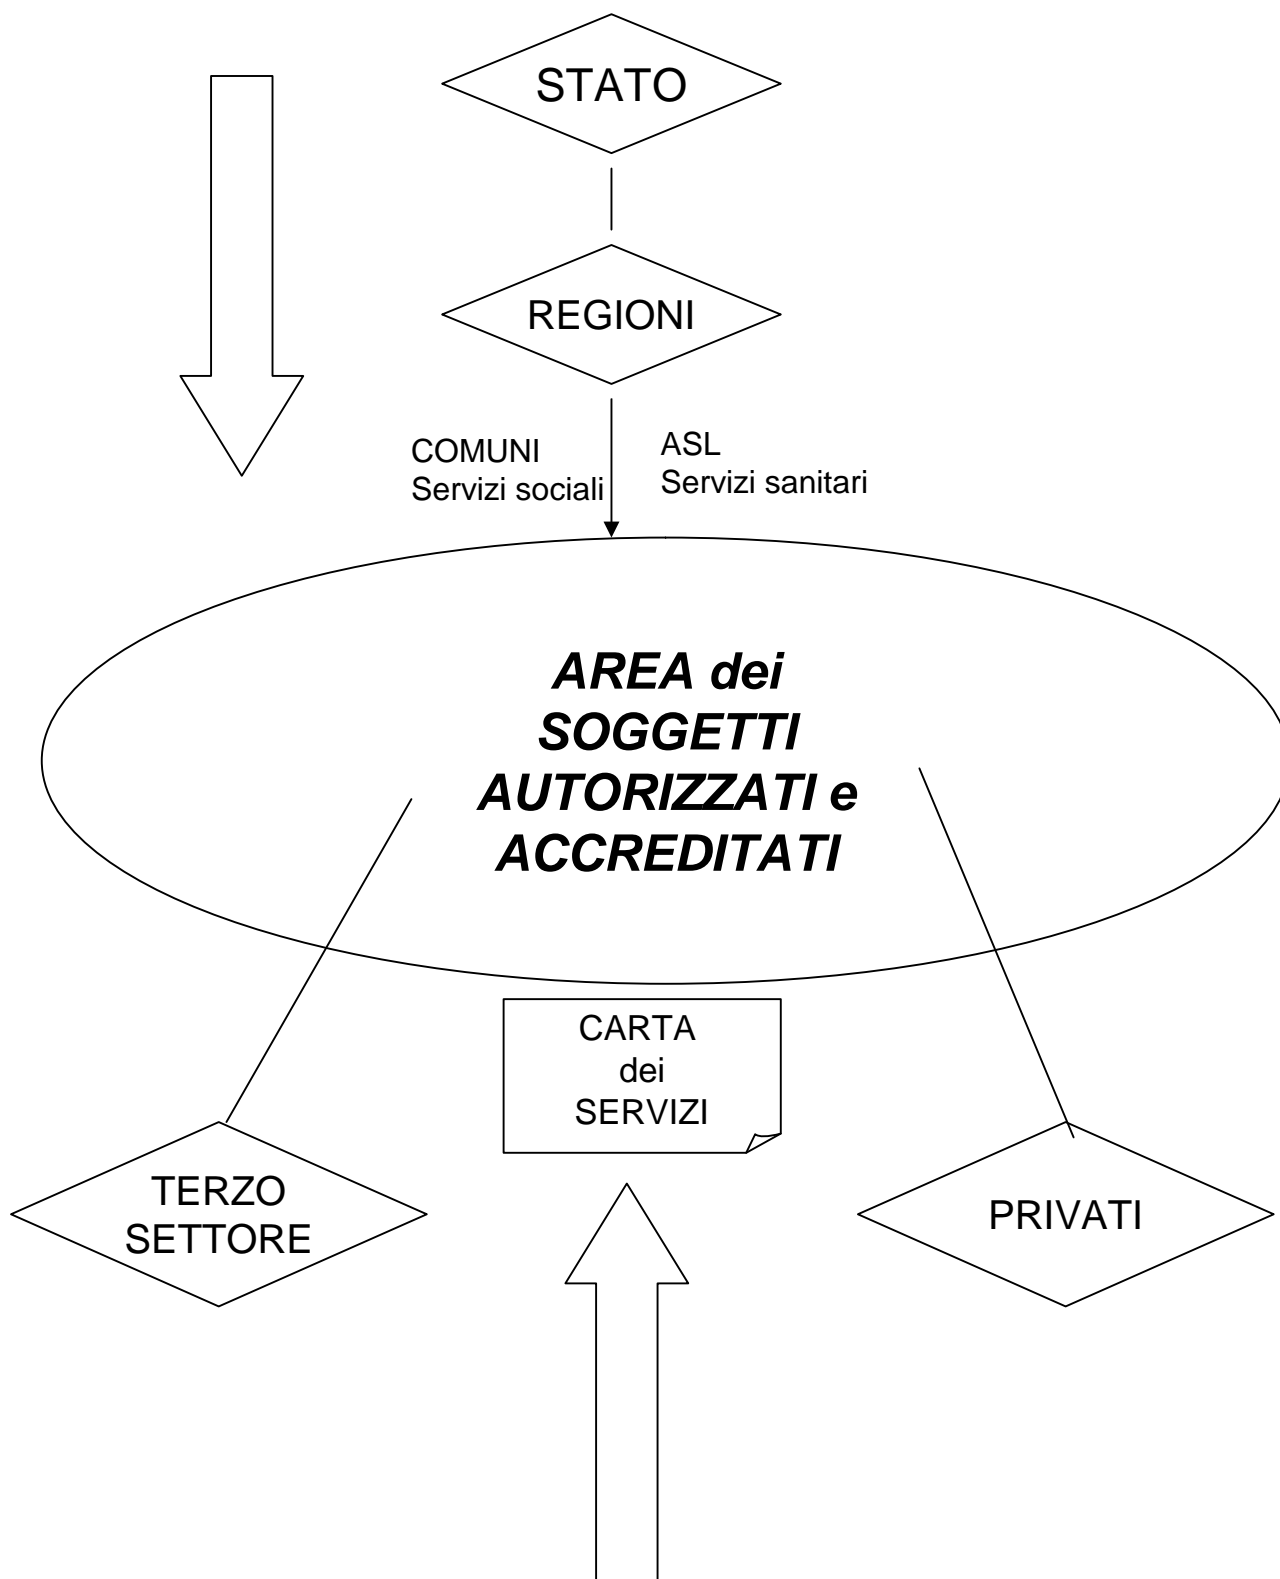 STATO
REGIONI
COMUNI
Servizi sociali
ASL
Servizi sanitari
AREA dei
SOGGETTI
AUTORIZZATI e
ACCREDITATI
CARTA
dei
SERVIZI
TERZO
SETTORE
PRIVATI